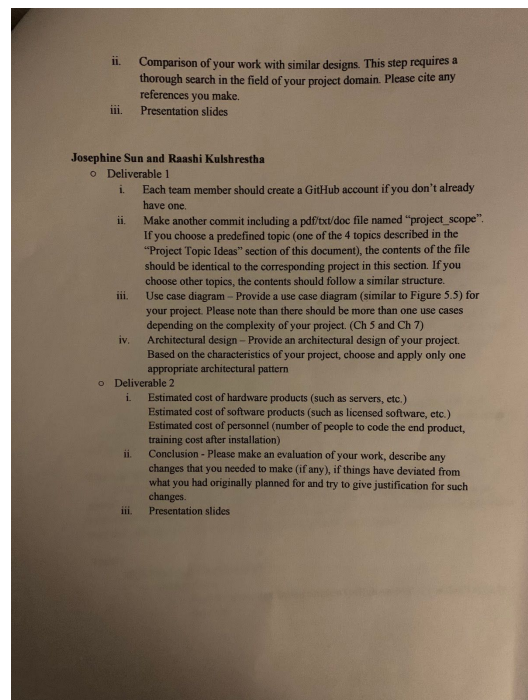 ii. Comparison of your work with similar designs. This step requires a
thorough search in the field of your project domain. Please cite any
references you make.
iii. Presentation slides
Josephine Sun and Raashi Kulshrestha
o Deliverable 1
i. Each team member should create a GitHub account if you don't already
have one.
ii. Make another commit including a pdf/txt/doc file named "project_scope".
If you choose a predefined topic (one of the 4 topics described in the
"Project Topic Ideas" section of this document), the contents of the file
should be identical to the corresponding project in this section. If you
choose other topics, the contents should follow a similar structure.
iii. Use case diagram – Provide a use case diagram (similar to Figure 5.5) for
your project. Please note than there should be more than one use cases
depending on the complexity of your project. (Ch 5 and Ch 7)
iv. Architectural design – Provide an architectural design of your project.
Based on the characteristics of your project, choose and apply only one
appropriate architectural pattern
o Deliverable 2
i. Estimated cost of hardware products (such as servers, etc.)
Estimated cost of software products (such as licensed software, etc.)
Estimated cost of personnel (number of people to code the end product,
training cost after installation)
ii. Conclusion - Please make an evaluation of your work, describe any
changes that you needed to make (if any), if things have deviated from
what you had originally planned for and try to give justification for such
changes.
iii. Presentation slides